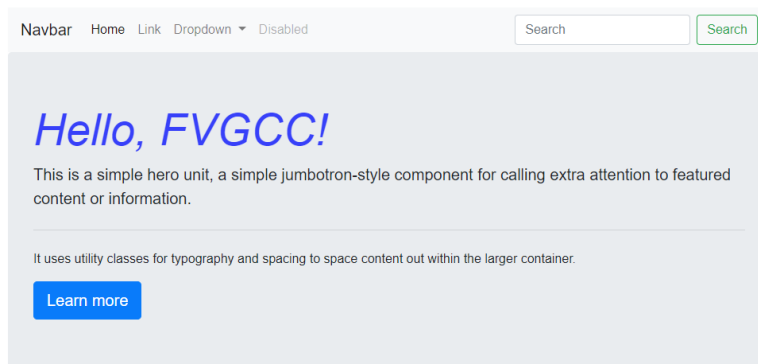 Navbar Home Link Dropdown Disabled Search Search
Hello, FVGCC!
This is a simple hero unit, a simple jumbotron-style component for calling extra attention to featured
content or information.
It uses utility classes for typography and spacing to space content out within the larger container.
Learn more